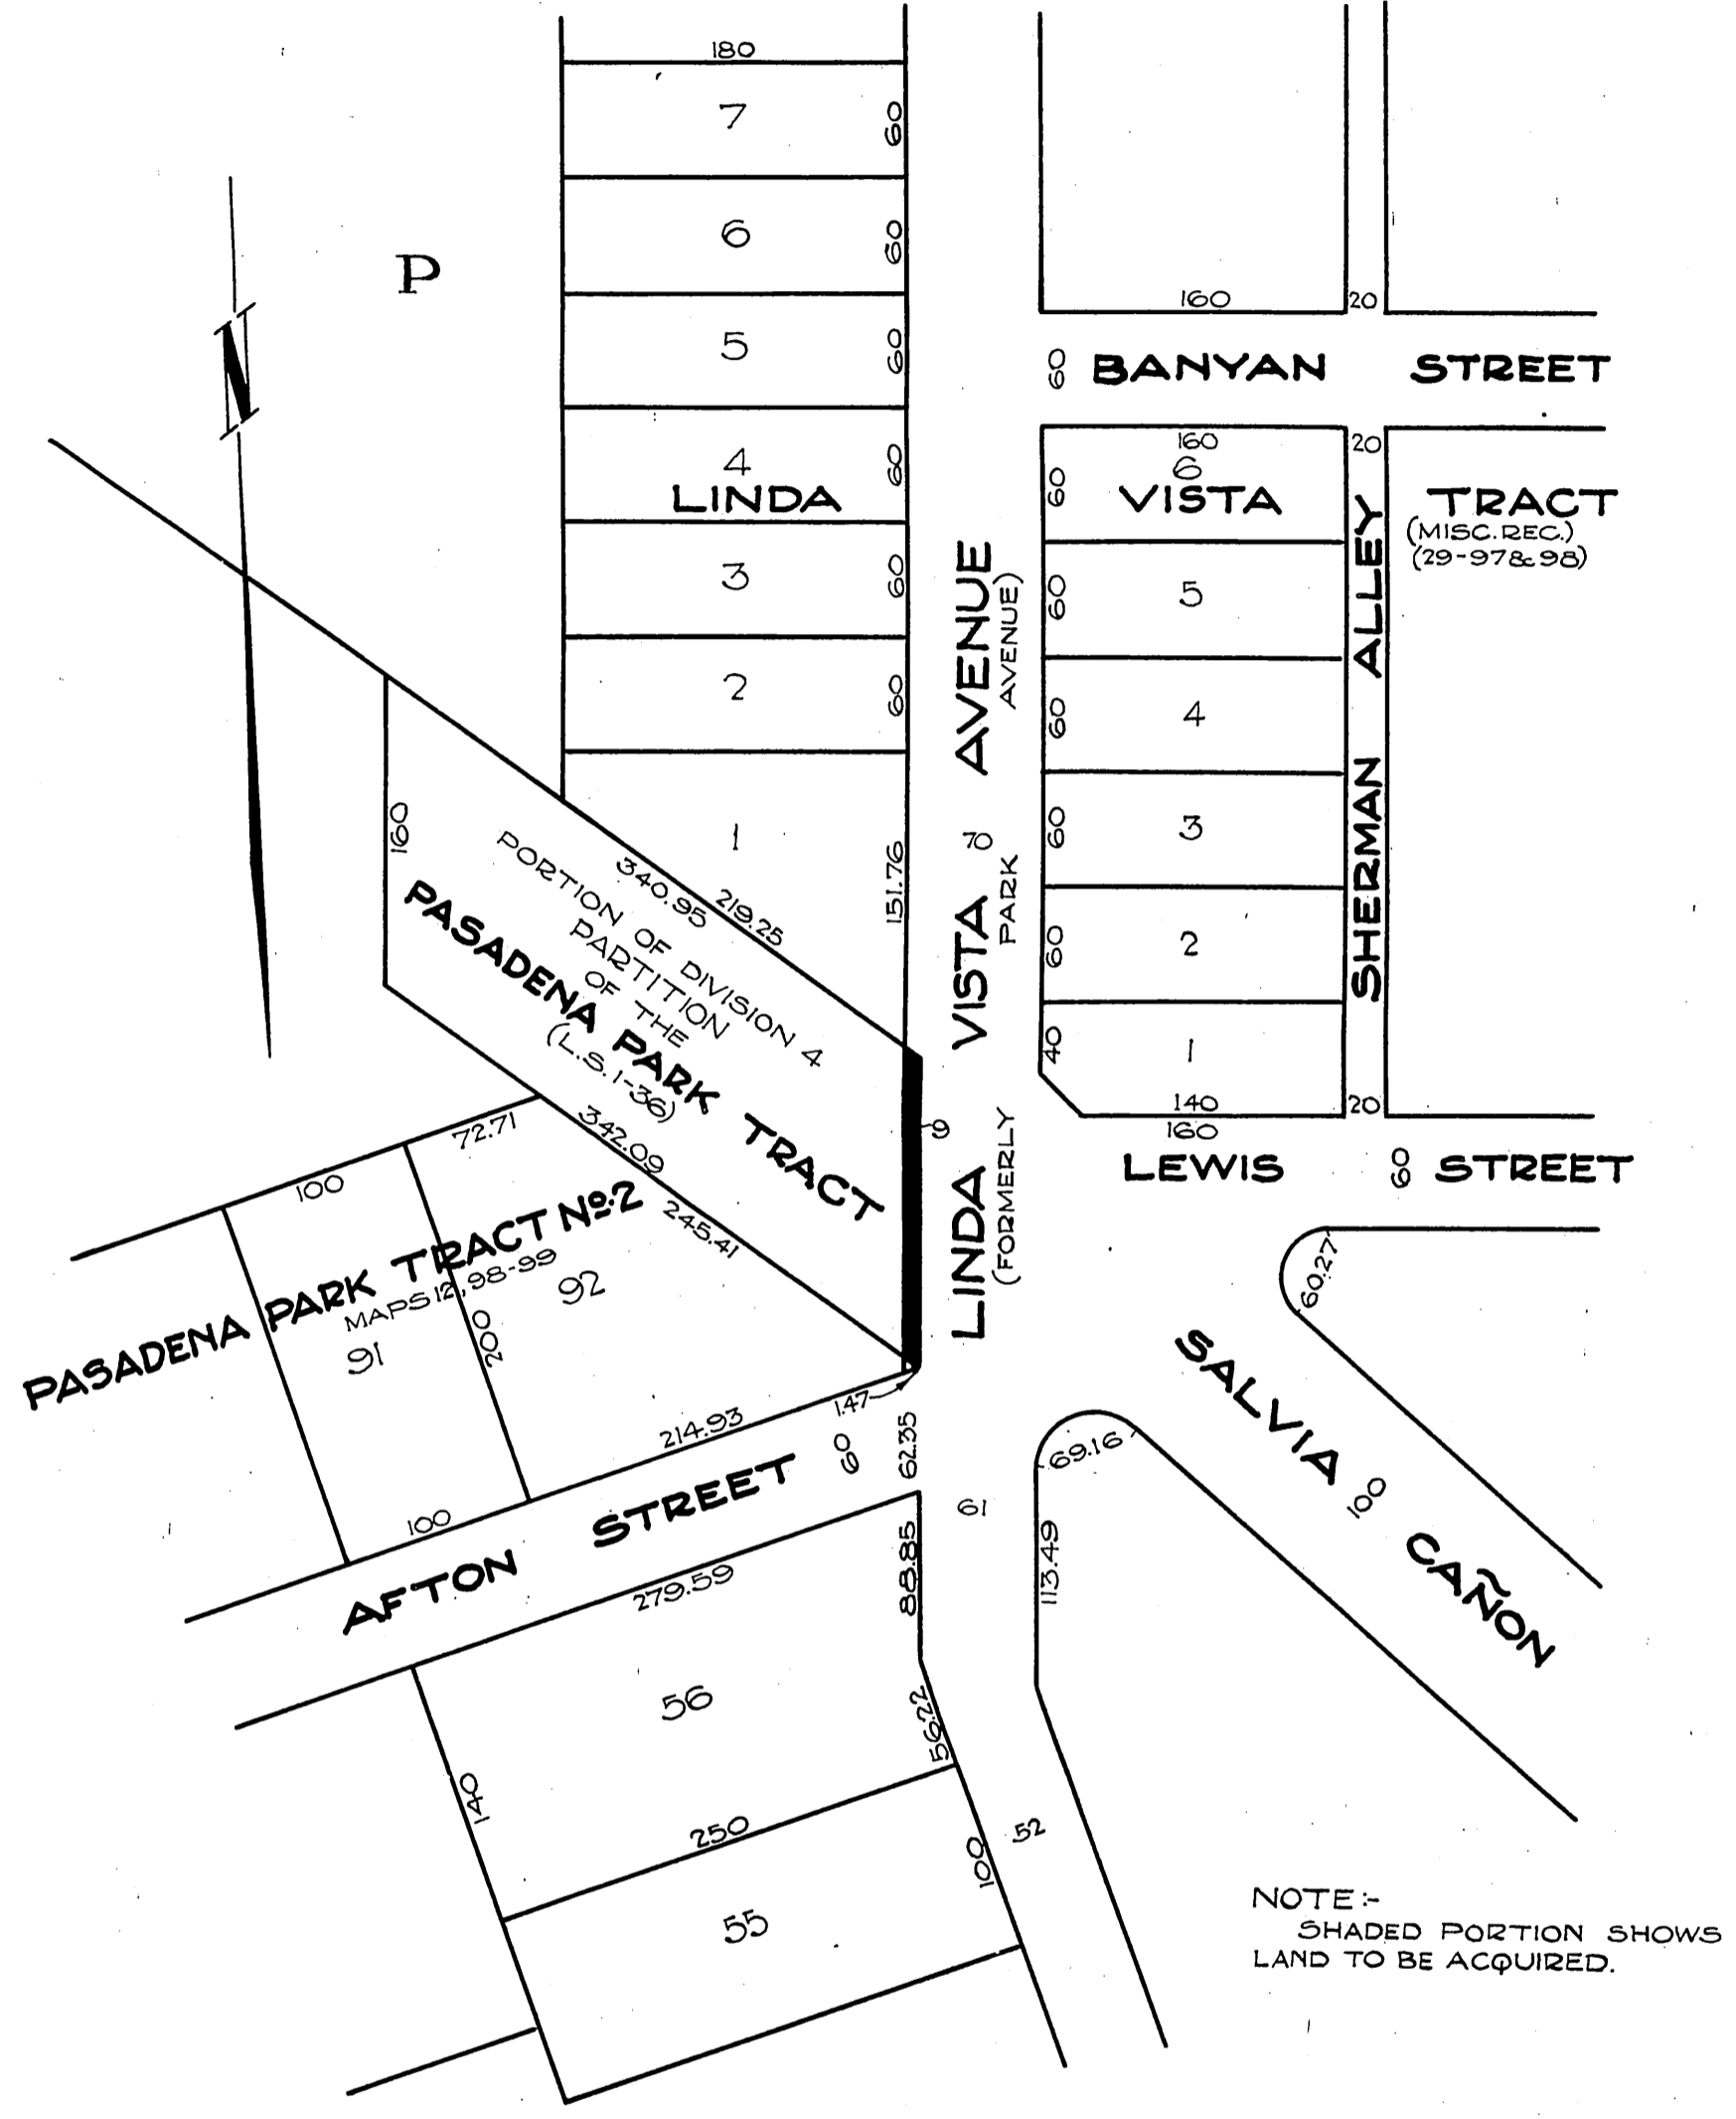 180
7
60
6
60
P
N
5
60
4
60
LINDA
3
60
2
60
1
151.76
160
20
60
BANYAN STREET
160
20
6
60
VISTA
TRACT
(MISC. REC.)
(29-97&98)
5
60
4
60
3
60
2
60
1
40
140
20
160
LEWIS 60 STREET
SHERMAN ALLEY
LINDA VISTA 70 AVENUE
(FORMERLY PARK AVENUE)
9
160
340.95
219.25
PORTION OF DIVISION 4
PARTITION
OF THE
PASADENA PARK TRACT
(L.S. 1-36)
342.09
245.41
72.71
100
PASADENA PARK TRACT Nº.2
MAPS 12, 98-99
92
91
200
214.93
1.47
100
AFTON STREET 60
62.35
61
60.27
SALVIA 100 CAÑON
69.16
113.49
279.59
88.85
56
56.22
140
250
100
52
55
NOTE:-
SHADED PORTION SHOWS
LAND TO BE ACQUIRED.